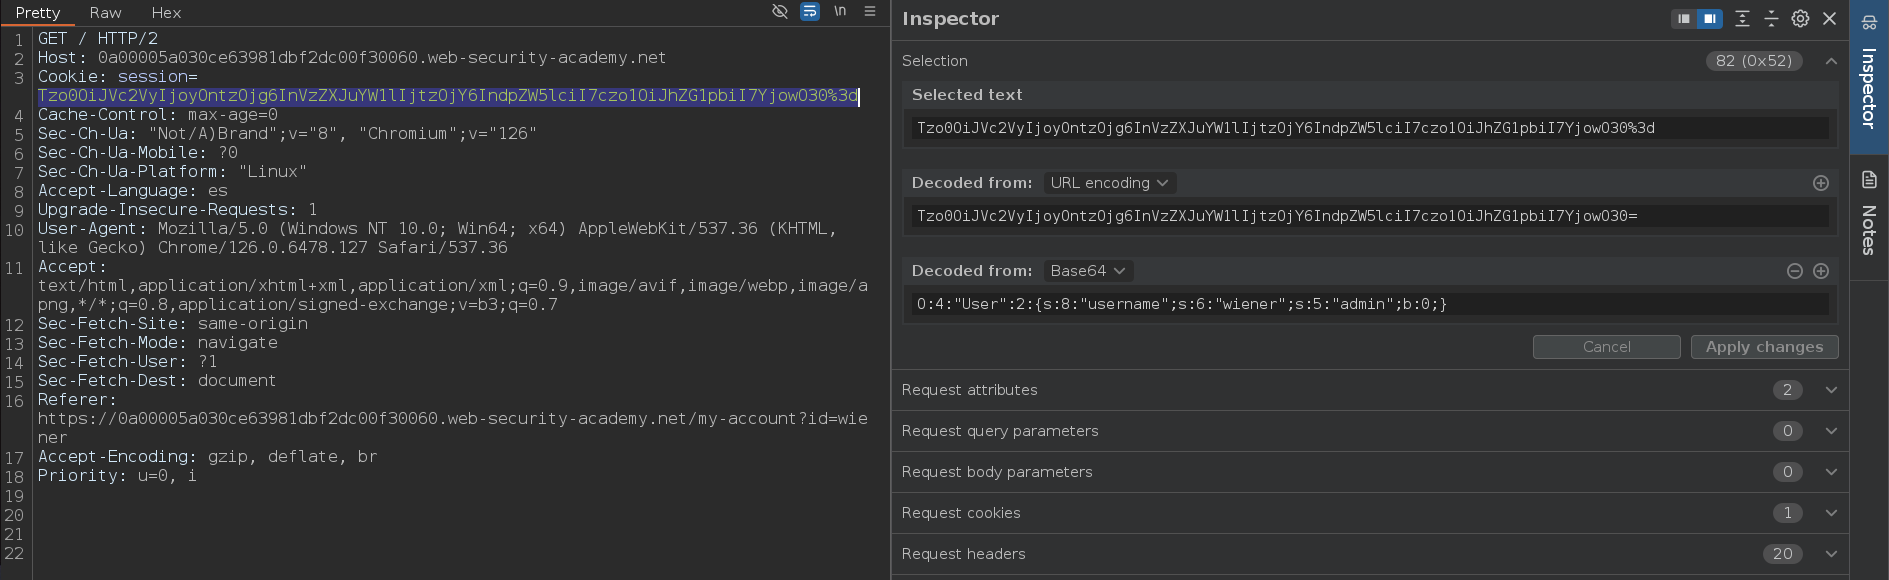 Pretty Raw Hex \n
1 GET / HTTP/2
2 Host: 0a00005a030ce63981dbf2dc00f30060.web-security-academy.net
3 Cookie: session=
Tzo0OiJVc2VyIjoyOntzOjg6InVzZXJuYW1lIjtzOjY6IndpZW5lciI7czo1OiJhZG1pbiI7YjowO30%3d
4 Cache-Control: max-age=0
5 Sec-Ch-Ua: "Not/A)Brand";v="8", "Chromium";v="126"
6 Sec-Ch-Ua-Mobile: ?0
7 Sec-Ch-Ua-Platform: "Linux"
8 Accept-Language: es
9 Upgrade-Insecure-Requests: 1
10 User-Agent: Mozilla/5.0 (Windows NT 10.0; Win64; x64) AppleWebKit/537.36 (KHTML,
like Gecko) Chrome/126.0.6478.127 Safari/537.36
11 Accept:
text/html,application/xhtml+xml,application/xml;q=0.9,image/avif,image/webp,image/a
png,*/*;q=0.8,application/signed-exchange;v=b3;q=0.7
12 Sec-Fetch-Site: same-origin
13 Sec-Fetch-Mode: navigate
14 Sec-Fetch-User: ?1
15 Sec-Fetch-Dest: document
16 Referer:
https://0a00005a030ce63981dbf2dc00f30060.web-security-academy.net/my-account?id=wie
ner
17 Accept-Encoding: gzip, deflate, br
18 Priority: u=0, i
19
20
21
22
Inspector
Selection 82 (0x52)
Selected text
Tzo0OiJVc2VyIjoyOntzOjg6InVzZXJuYW1lIjtzOjY6IndpZW5lciI7czo1OiJhZG1pbiI7YjowO30%3d
Decoded from: URL encoding
Tzo0OiJVc2VyIjoyOntzOjg6InVzZXJuYW1lIjtzOjY6IndpZW5lciI7czo1OiJhZG1pbiI7YjowO30=
Decoded from: Base64
O:4:"User":2:{s:8:"username";s:6:"wiener";s:5:"admin";b:0;}
Cancel Apply changes
Request attributes 2
Request query parameters 0
Request body parameters 0
Request cookies 1
Request headers 20
Inspector
Notes